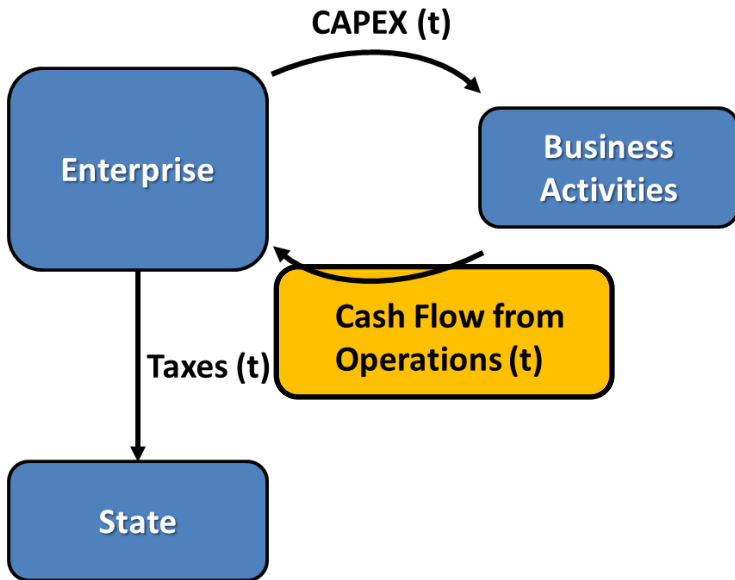 CAPEX (t)
Enterprise
Business
Activities
Cash Flow from
Operations (t)
Taxes (t)
State